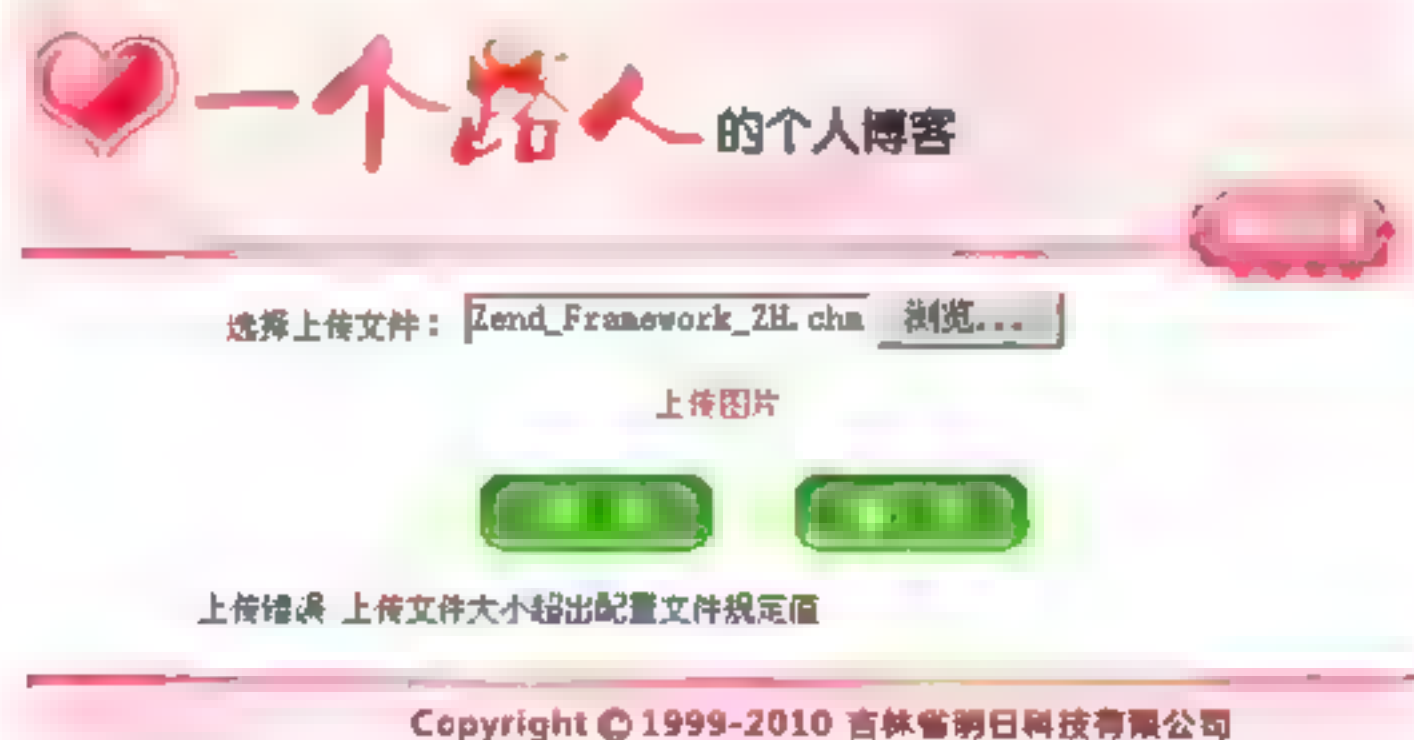 一个路人的个人博客
选择上传文件： Zend_Framework_ZH.chm 浏览...
上传图片
上传错误 上传文件大小超出配置文件规定值
Copyright © 1999-2010 吉林省明日科技有限公司